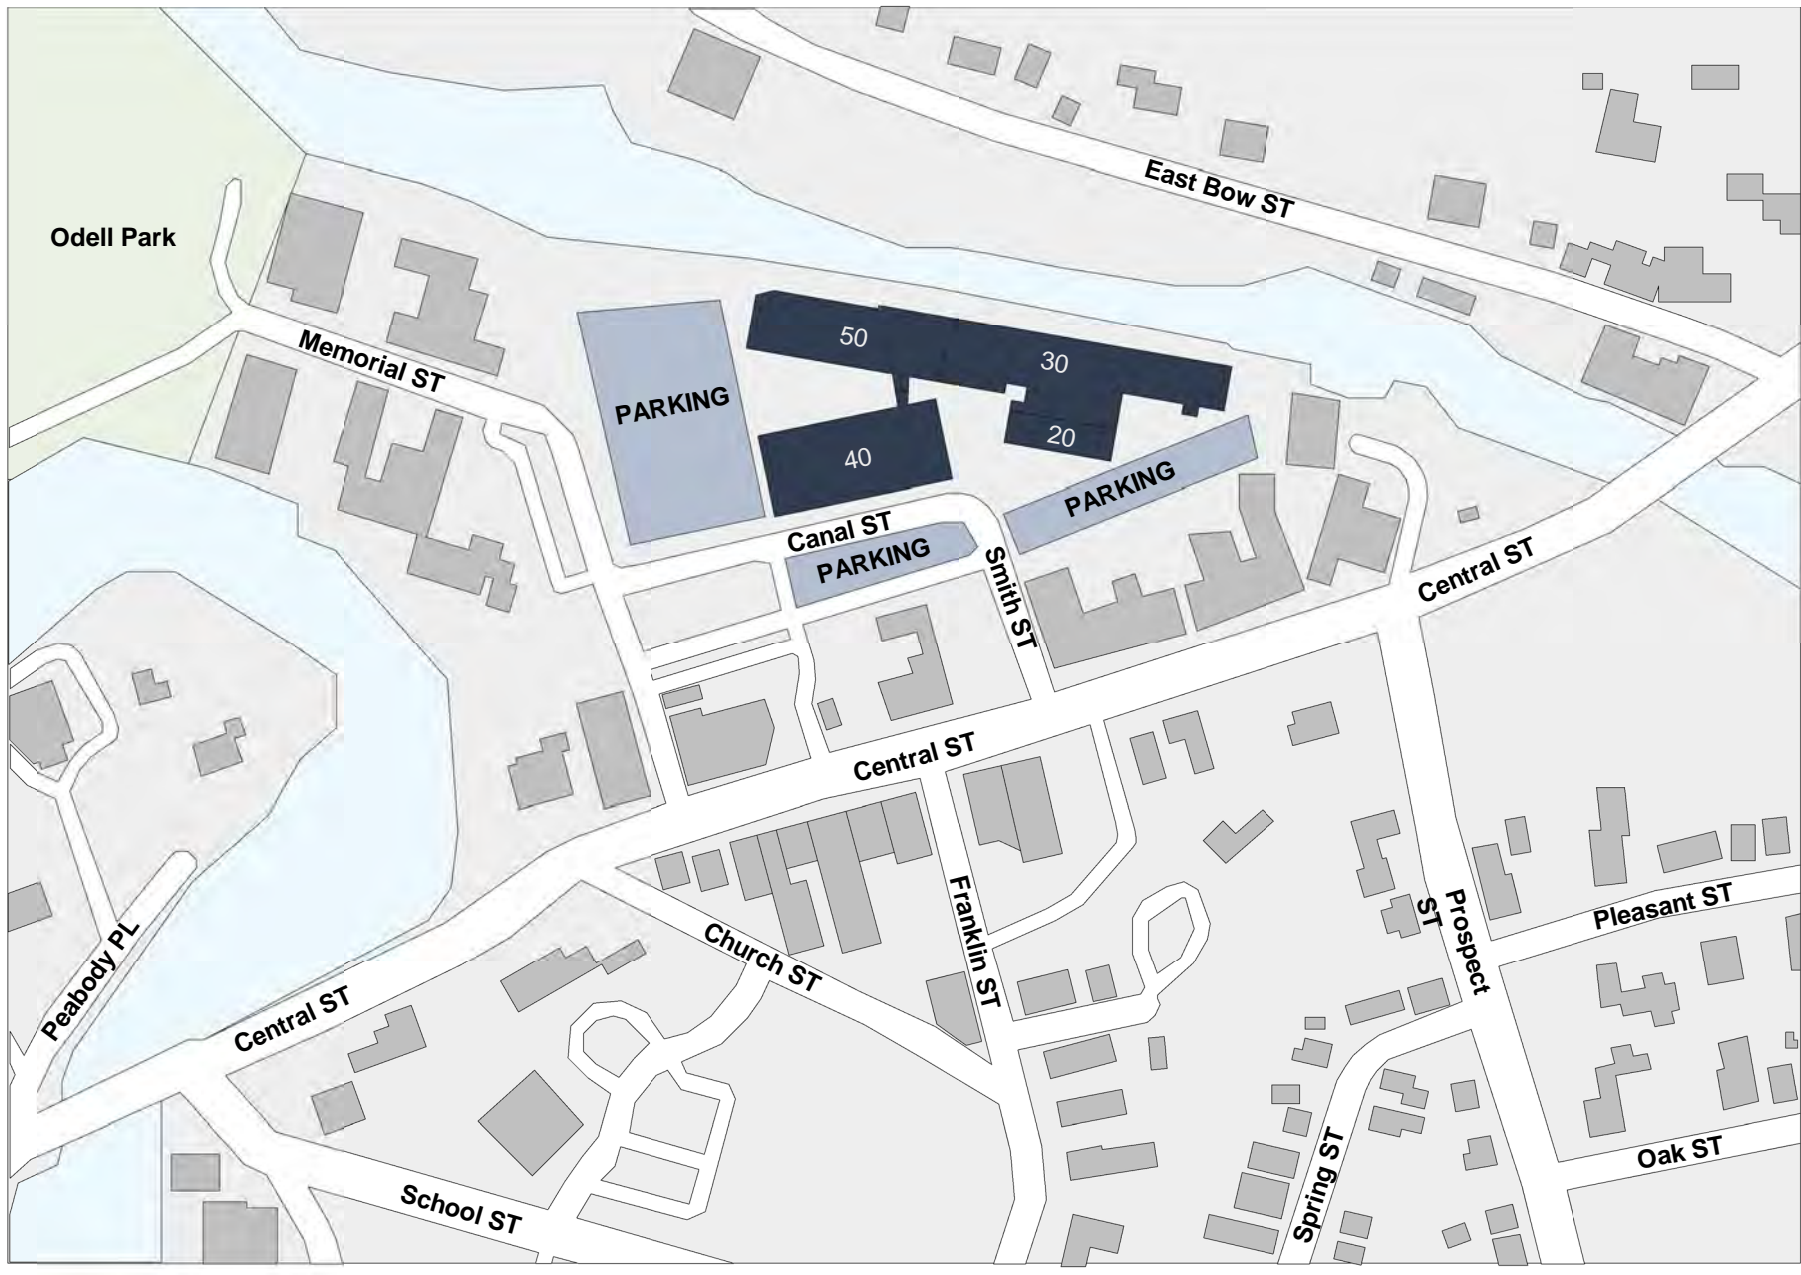 East Bow ST
Odell Park
50
30
Memorial ST
PARKING
40
20
PARKING
Canal ST
PARKING
Smith ST
Central ST
Central ST
Franklin ST
Prospect
ST
Pleasant ST
Church ST
Peabody PL
Central ST
Oak ST
Spring ST
School ST